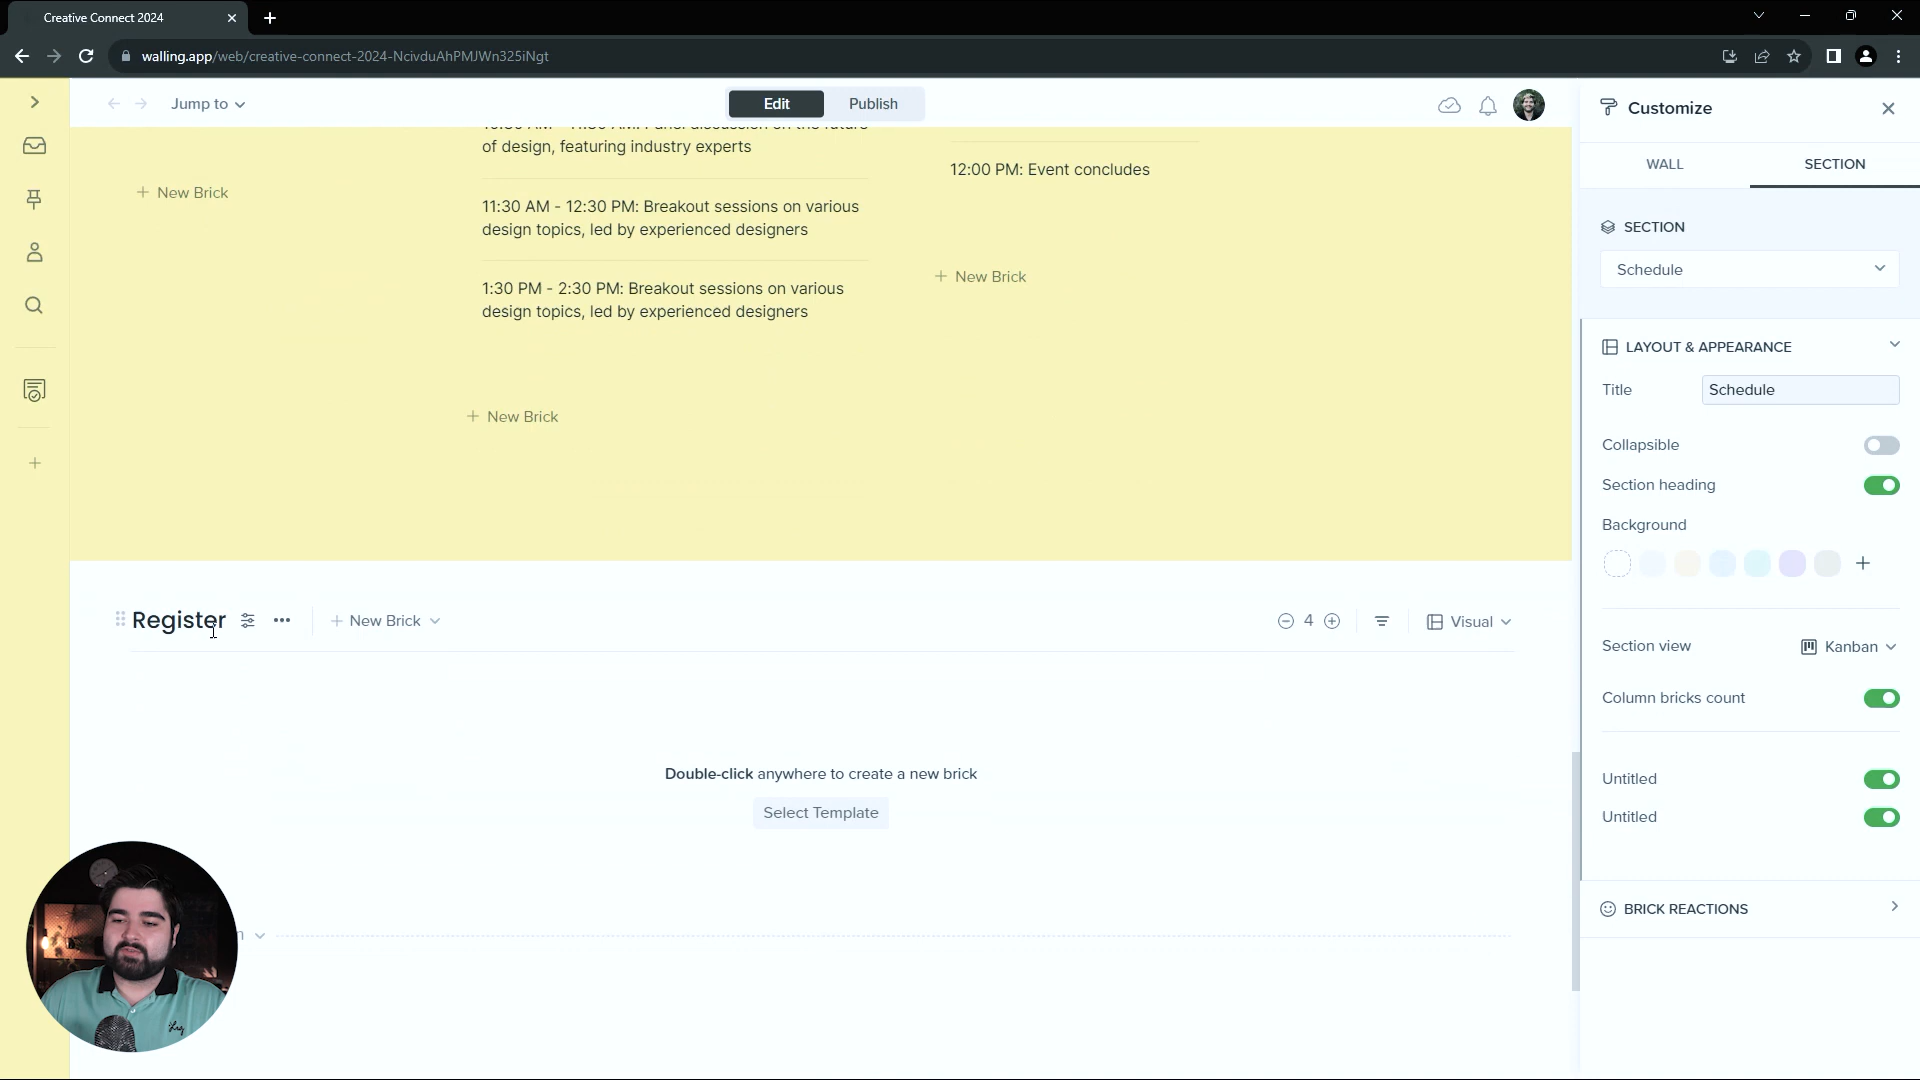 Creative Connect 2024
walling.app/web/creative-connect-2024-NcivduAhPMJWn325iNgt
Jump to
Edit
Publish
Customize
WALL
SECTION
of design, featuring industry experts
11:30 AM - 12:30 PM: Breakout sessions on various
design topics, led by experienced designers
1:30 PM - 2:30 PM: Breakout sessions on various
design topics, led by experienced designers
+ New Brick
+ New Brick
12:00 PM: Event concludes
+ New Brick
Register
+ New Brick
4
Visual
Double-click anywhere to create a new brick
Select Template
SECTION
Schedule
LAYOUT & APPEARANCE
Title
Schedule
Collapsible
Section heading
Background
Section view
Kanban
Column bricks count
Untitled
Untitled
BRICK REACTIONS